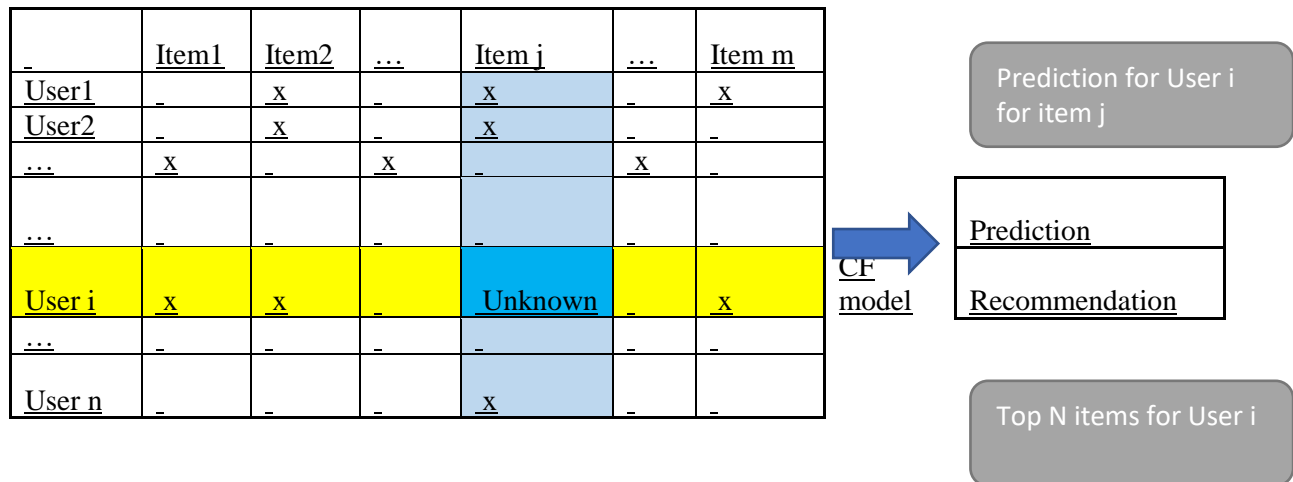 _ Item1 Item2 … Item j … Item m
User1 _ x _ x _ x
User2 _ x _ x _ _
… x _ x _ x _
… _ _ _ _ _ _
User i x x _ Unknown _ x
… _ _ _ _ _ _
User n _ _ _ x _ _
CF
model
Prediction for User i
for item j
Prediction
Recommendation
Top N items for User i